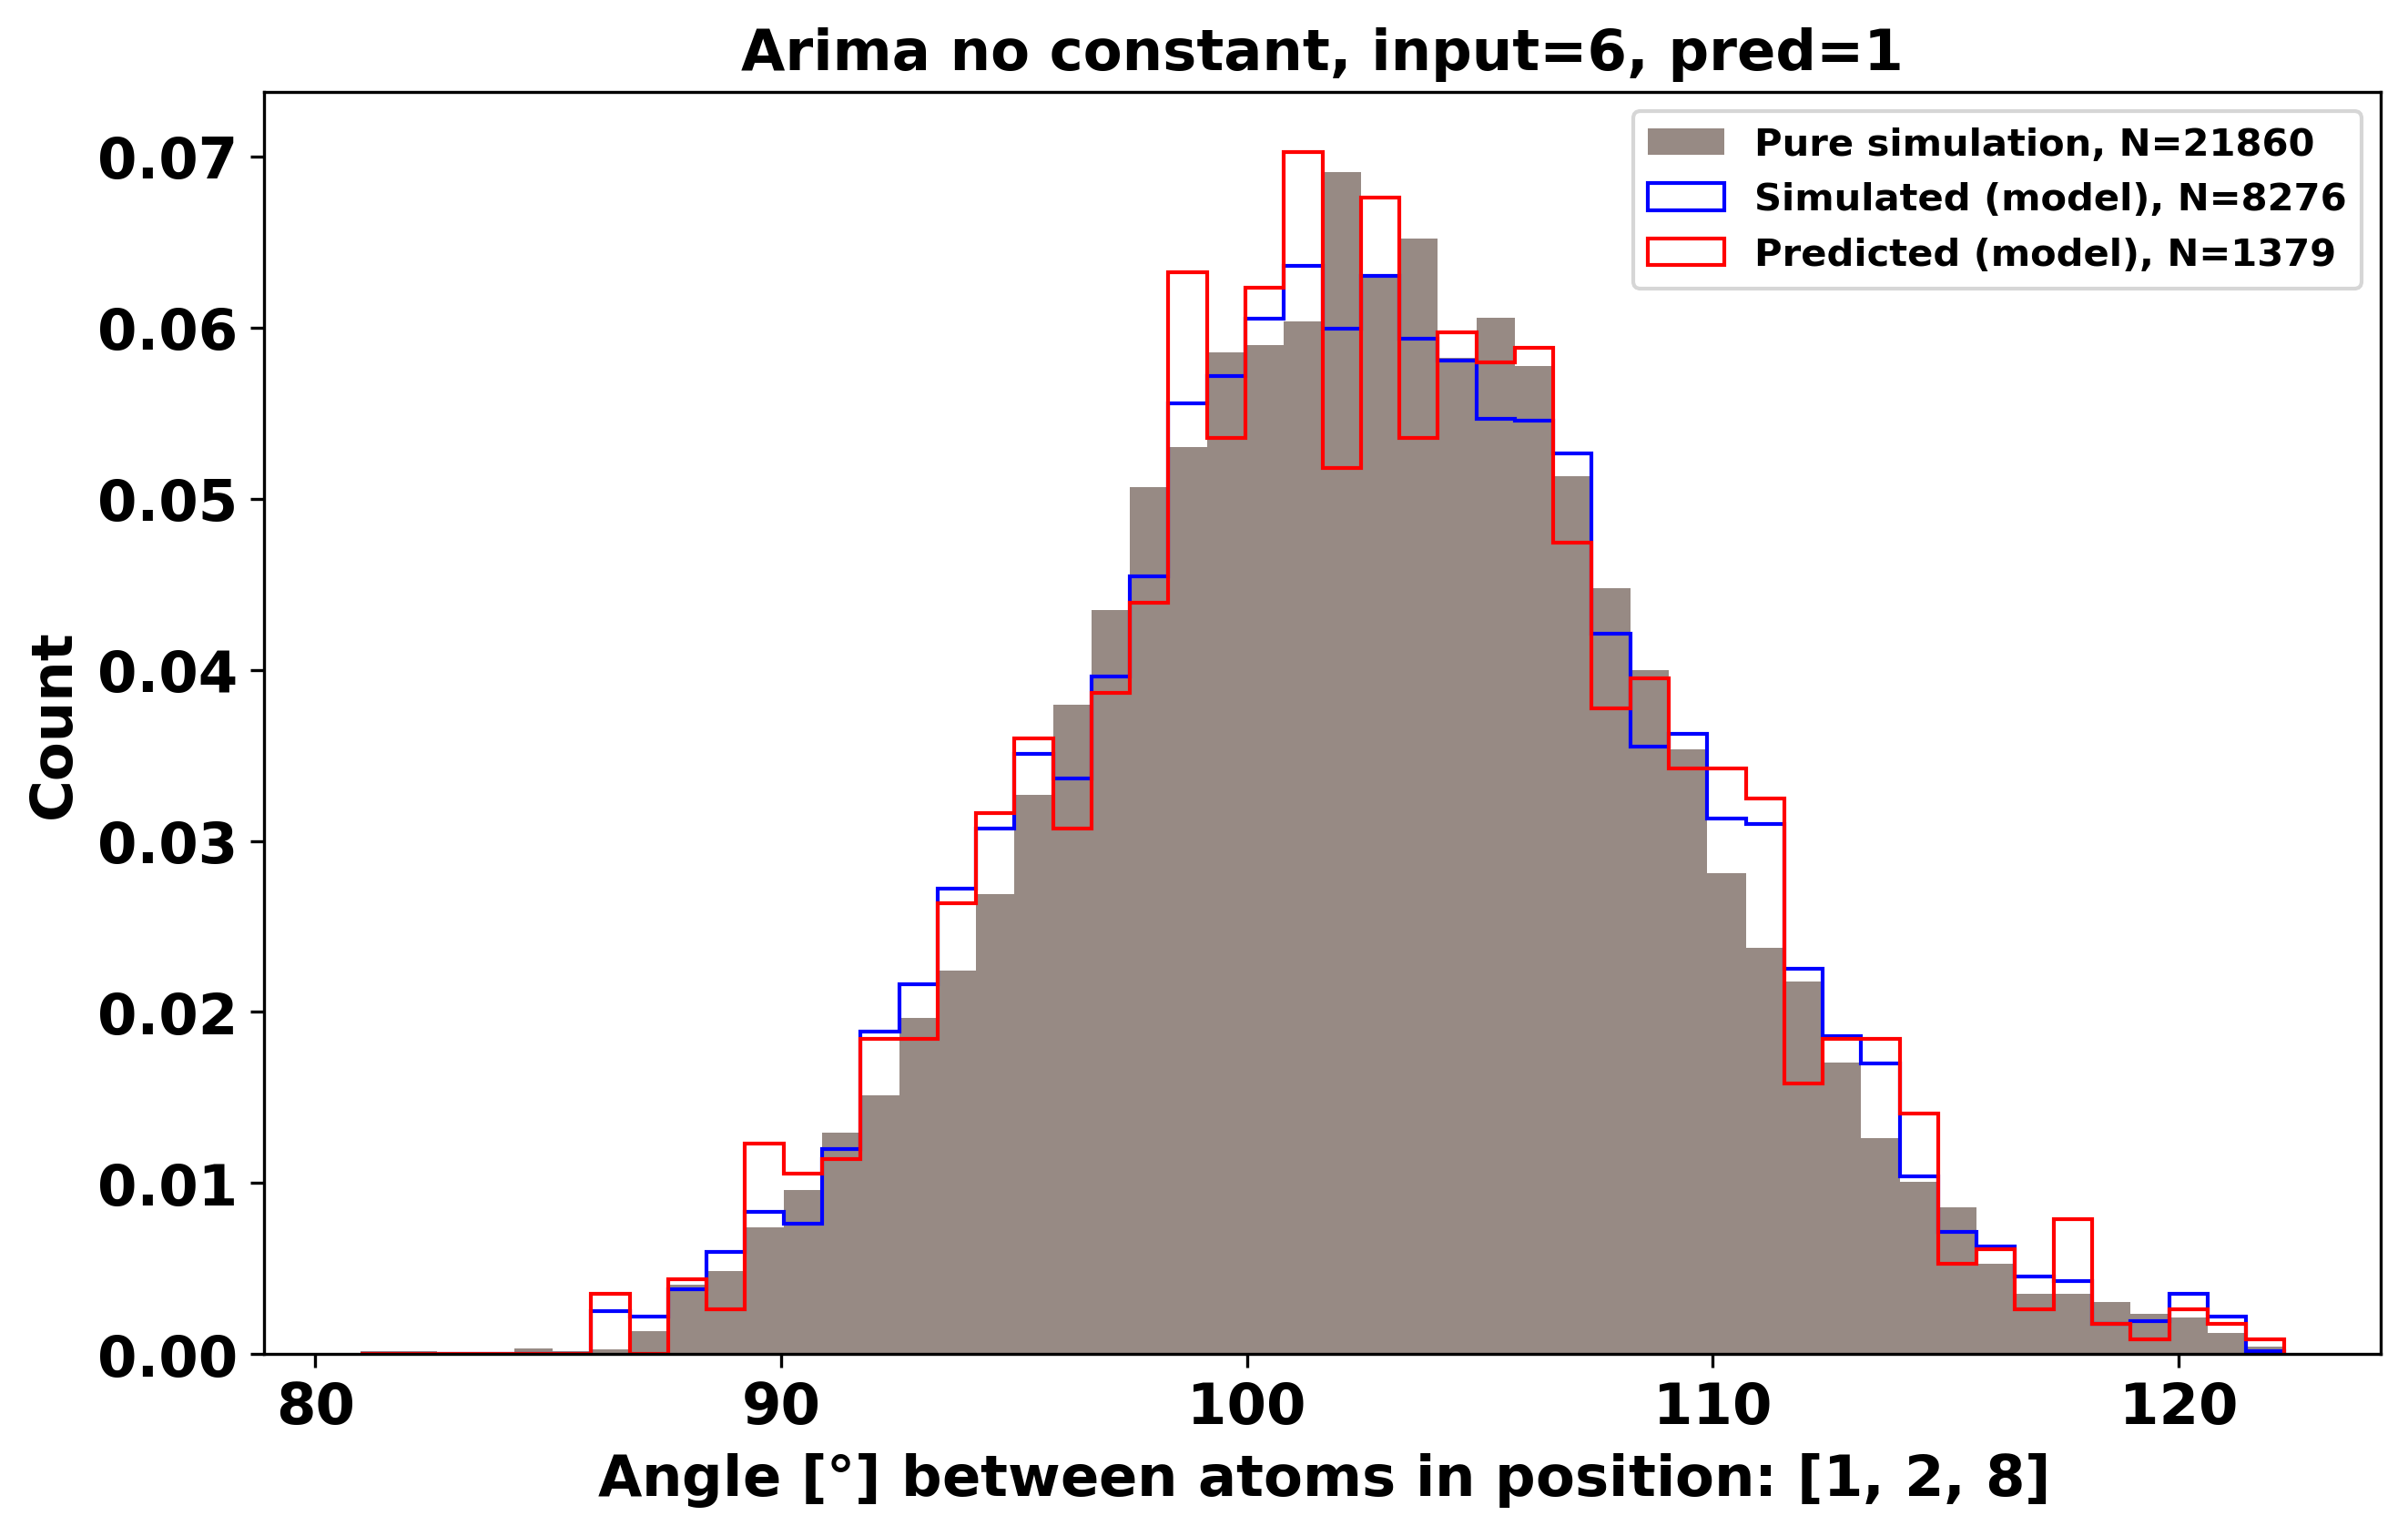 Arima no constant, input=6, pred=1
Pure simulation, N=21860
Simulated (model), N=8276
Predicted (model), N=1379
0.07
0.06
0.05
0.04
0.03
0.02
0.01
0.00
Count
80 90 100 110 120
Angle [°] between atoms in position: [1, 2, 8]